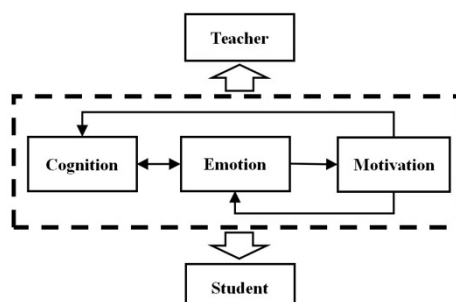 Teacher
Cognition
Emotion
Motivation
Student